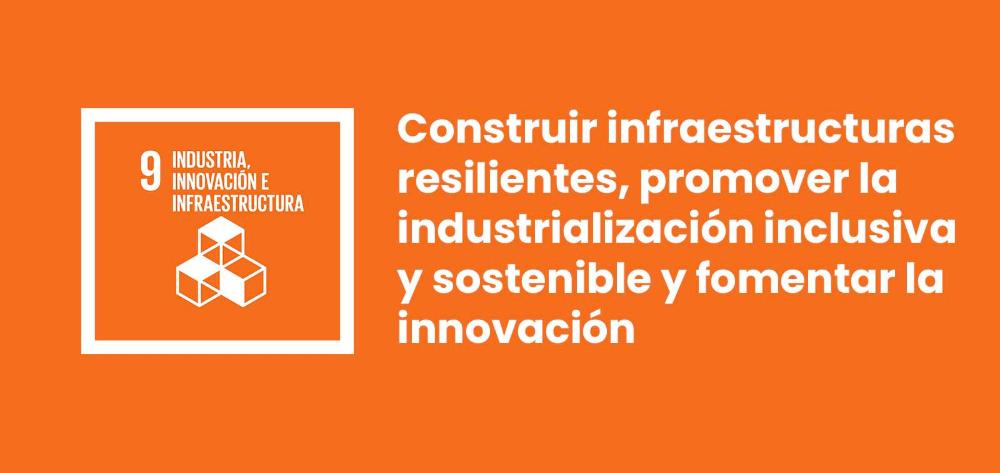 9 INDUSTRIA,
INNOVACIÓN E
INFRAESTRUCTURA
Construir infraestructuras
resilientes, promover la
industrialización inclusiva
y sostenible y fomentar la
innovación